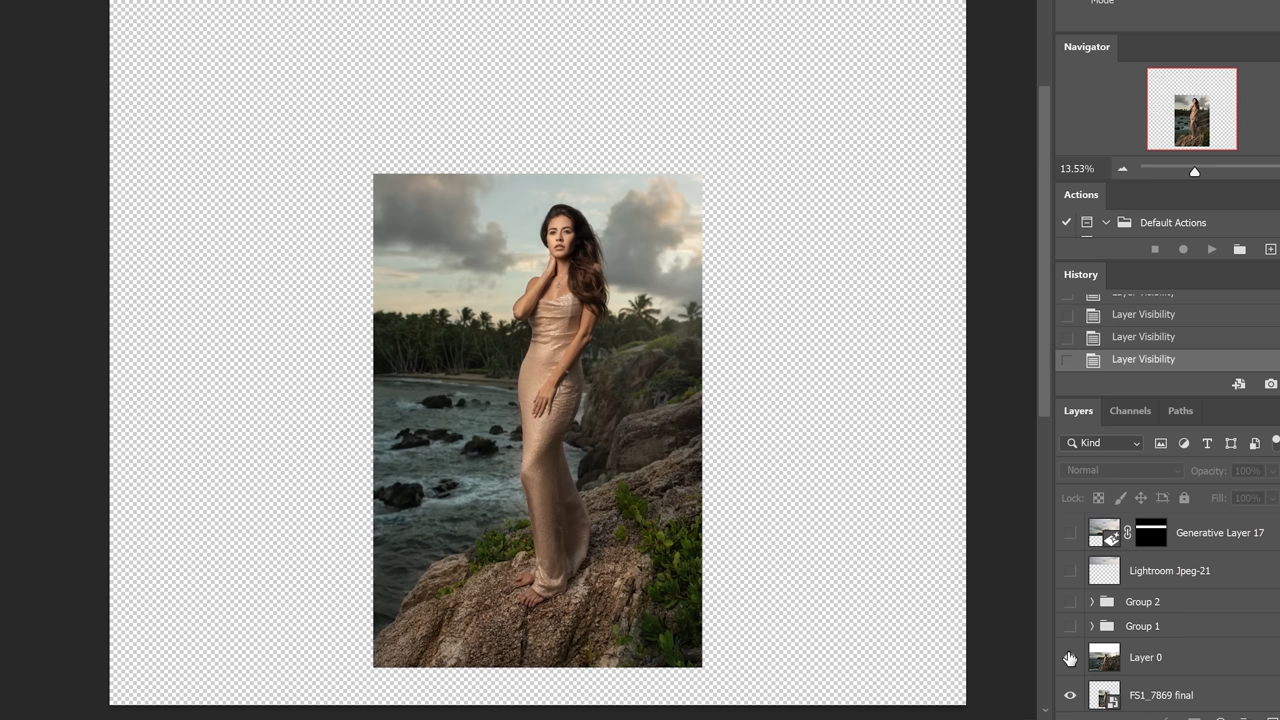 Mode
Navigator
13.53%
Actions
Default Actions
History
Layer Visibility
Layer Visibility
Layer Visibility
Layer Visibility
Layers Channels Paths
Kind
Normal Opacity: 100%
Lock: Fill: 100%
Generative Layer 17
Lightroom Jpeg-21
Group 2
Group 1
Layer 0
FS1_7869 final